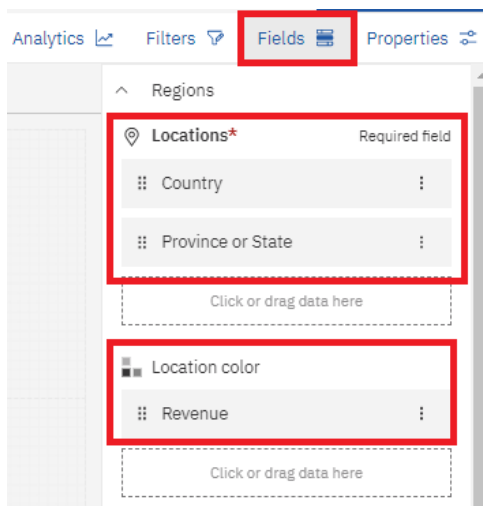 Analytics Filters Fields Properties
Regions
Locations* Required field
Country
Province or State
Click or drag data here
Location color
Revenue
Click or drag data here